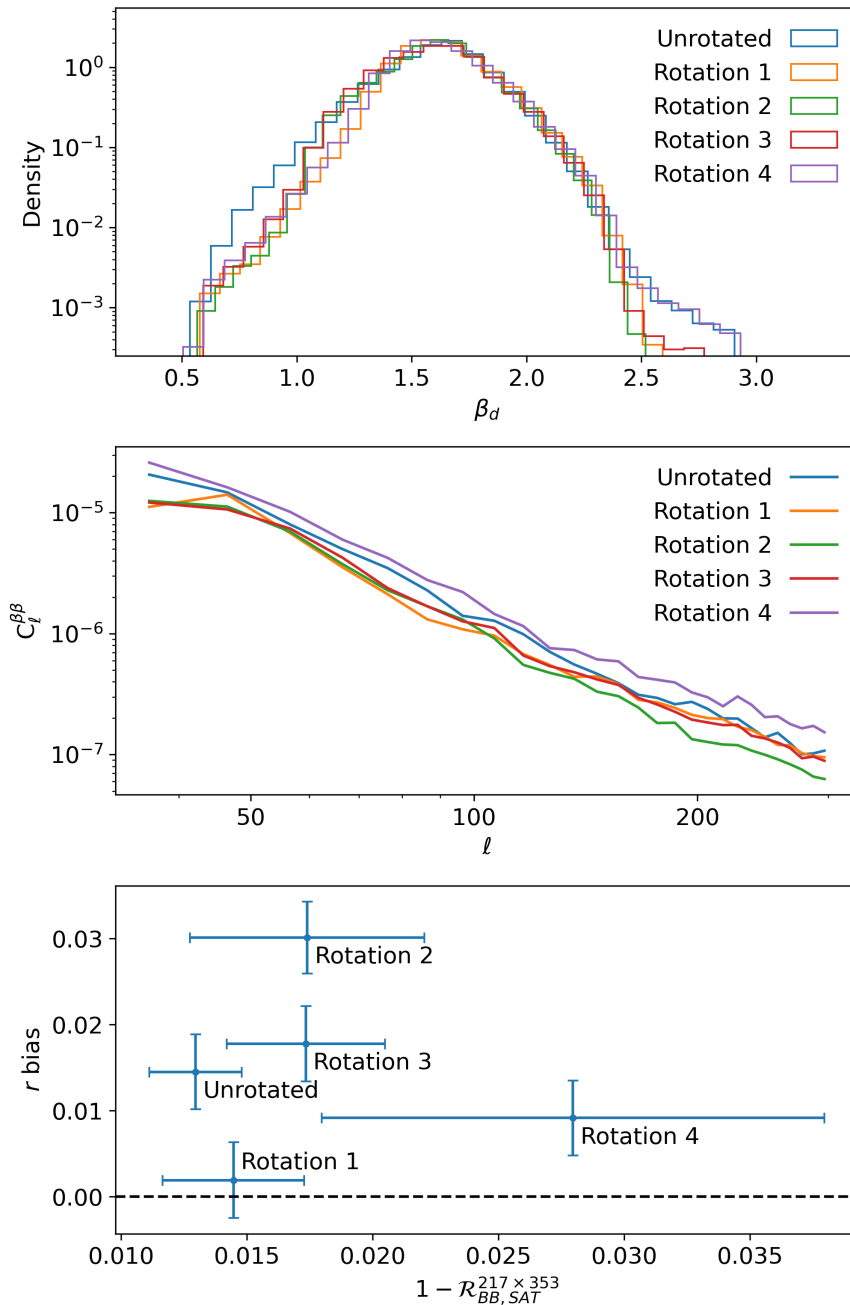 Density
10⁰
10⁻¹
10⁻²
10⁻³
Unrotated
Rotation 1
Rotation 2
Rotation 3
Rotation 4
0.5 1.0 1.5 2.0 2.5 3.0
β_d
C_ℓ^{ββ}
10⁻⁵
10⁻⁶
10⁻⁷
Unrotated
Rotation 1
Rotation 2
Rotation 3
Rotation 4
50 100 200
ℓ
r bias
0.03
0.02
0.01
0.00
Rotation 2
Rotation 3
Unrotated
Rotation 4
Rotation 1
0.010 0.015 0.020 0.025 0.030 0.035
1 − R_{BB, SAT}^{217 × 353}